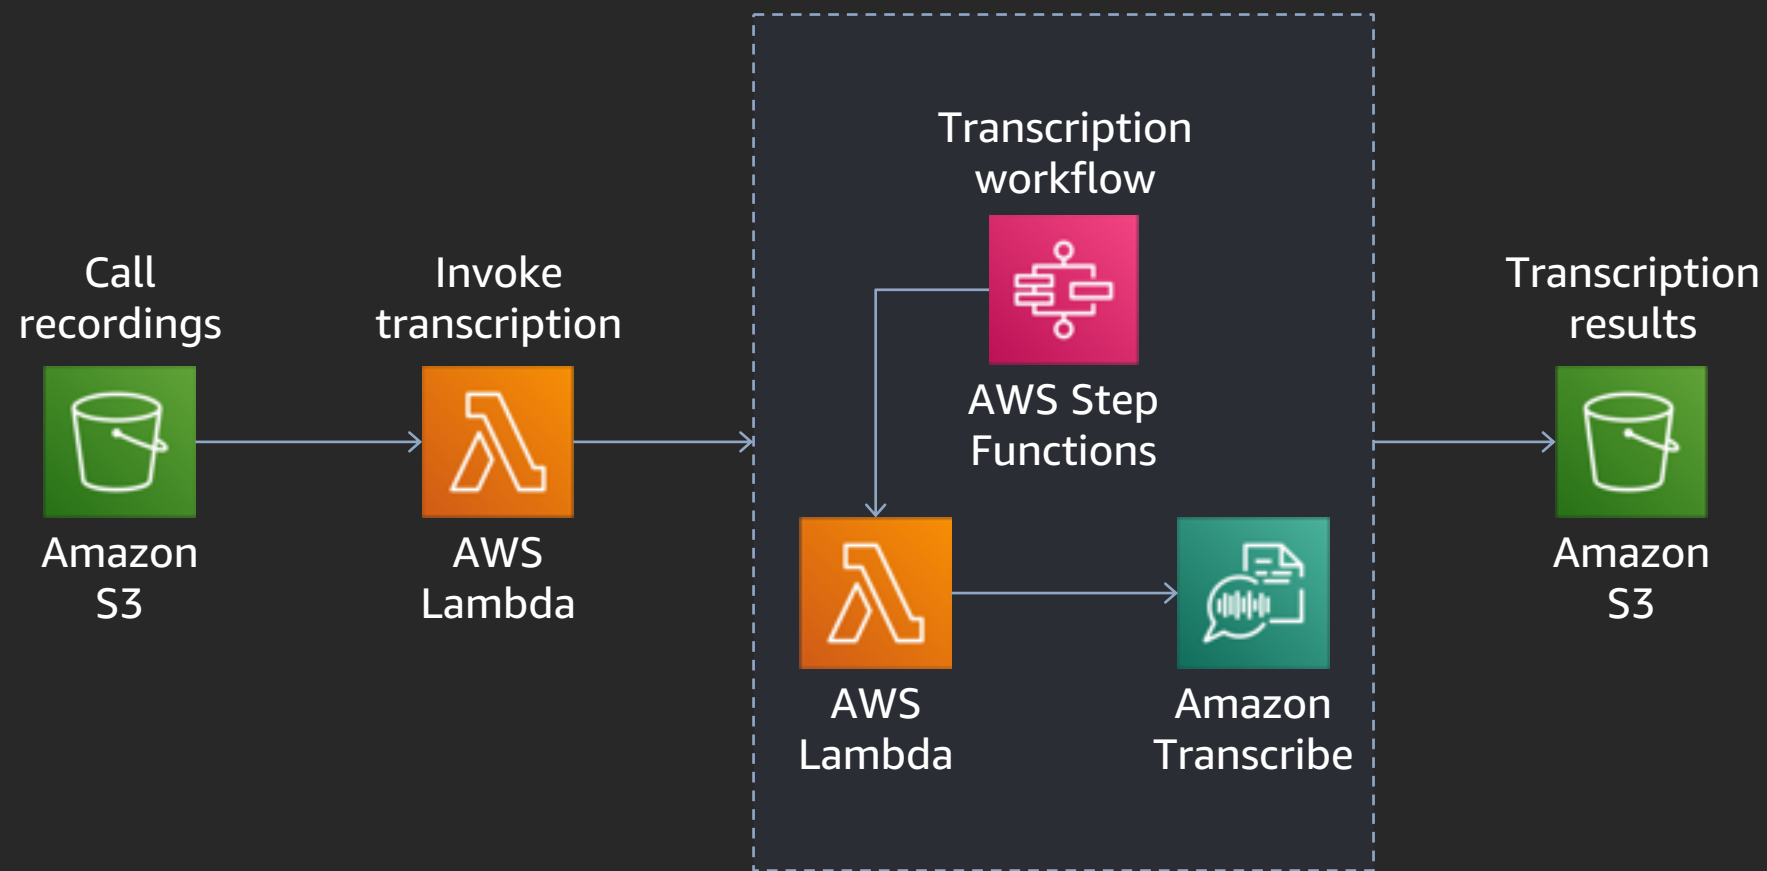 Call
recordings
Amazon
S3
Invoke
transcription
AWS
Lambda
Transcription
workflow
AWS Step
Functions
AWS
Lambda
Amazon
Transcribe
Transcription
results
Amazon
S3